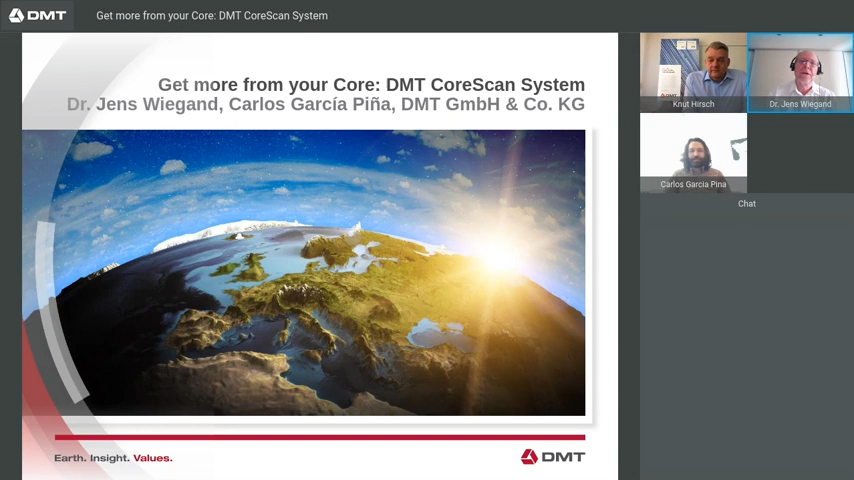 DMT
Get more from your Core: DMT CoreScan System
Get more from your Core: DMT CoreScan System
Dr. Jens Wiegand, Carlos García Piña, DMT GmbH & Co. KG
Knut Hirsch
Dr. Jens Wiegand
Carlos Garcia Pina
Chat
Earth. Insight. Values.
DMT